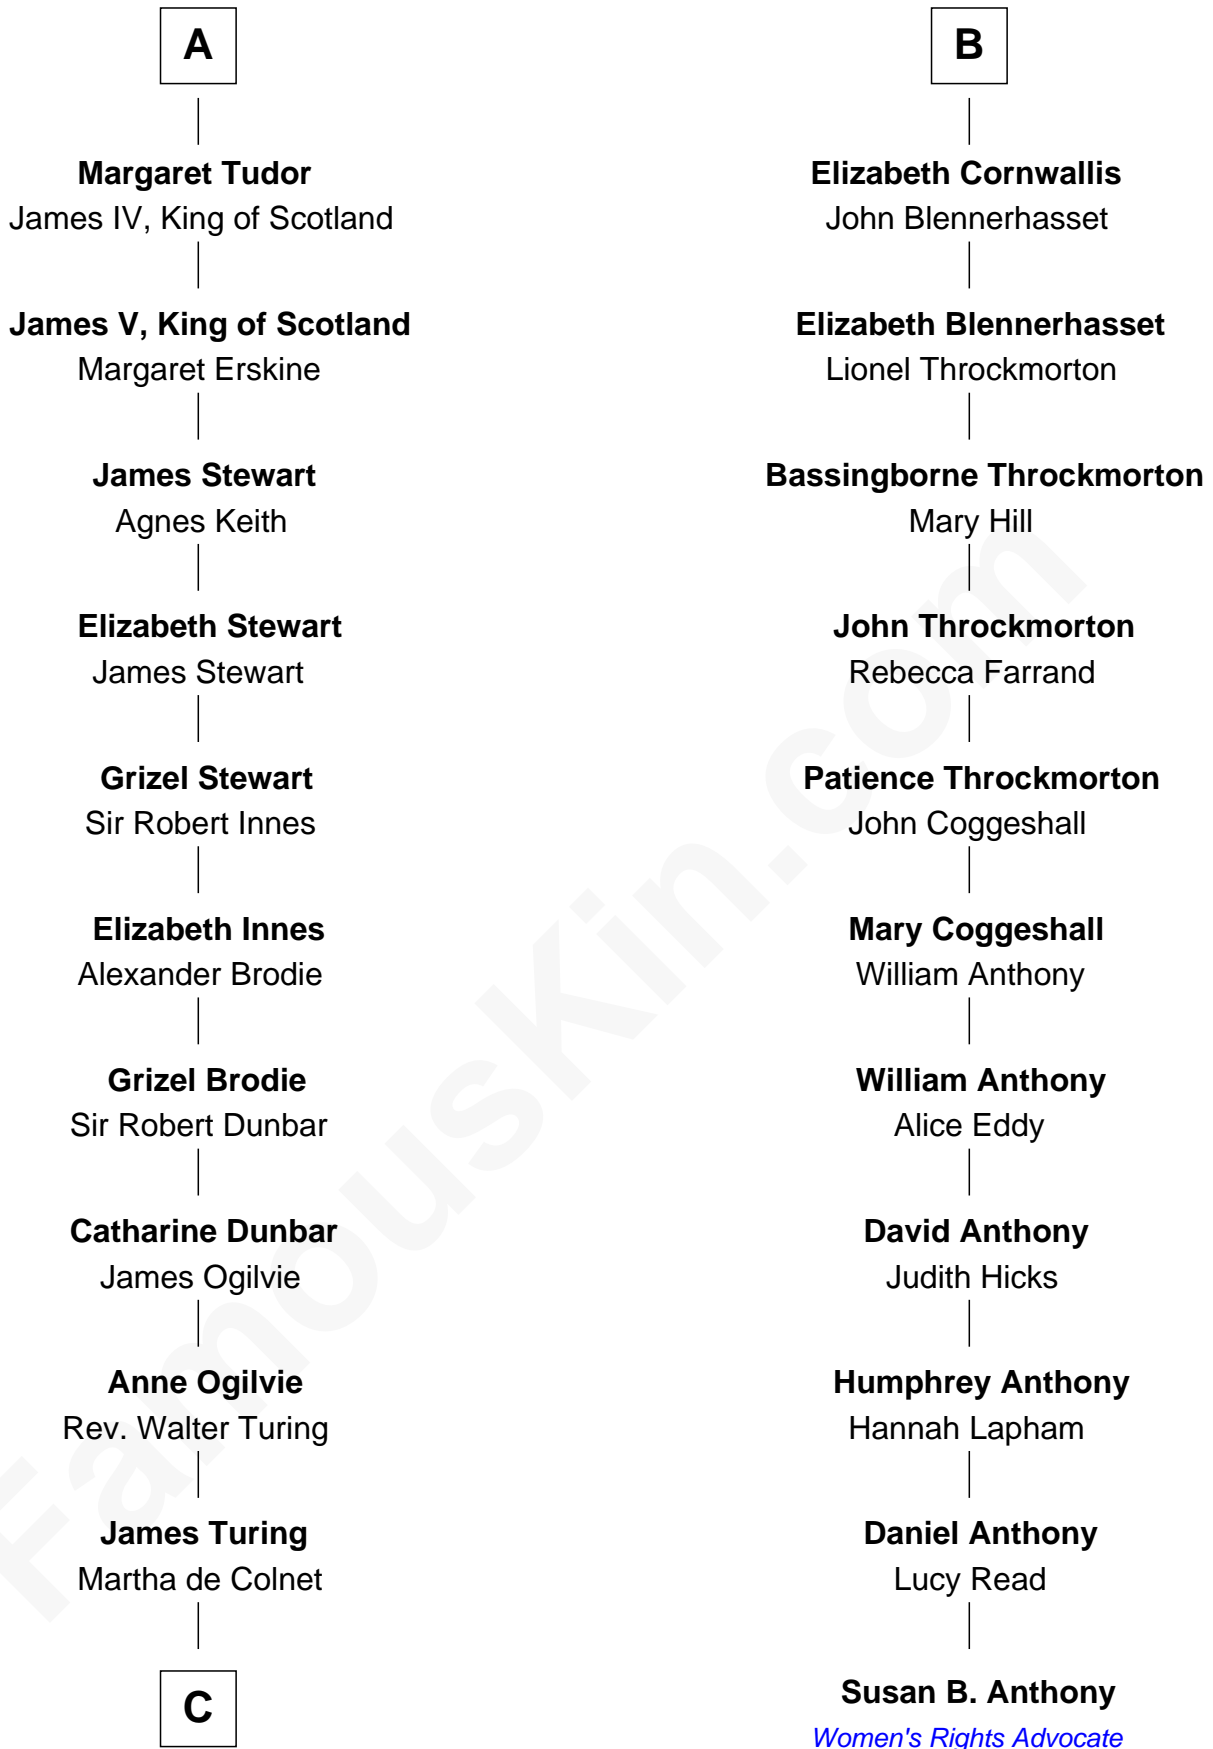 A
Margaret Tudor
James IV, King of Scotland
James V, King of Scotland
Margaret Erskine
James Stewart
Agnes Keith
Elizabeth Stewart
James Stewart
Grizel Stewart
Sir Robert Innes
Elizabeth Innes
Alexander Brodie
Grizel Brodie
Sir Robert Dunbar
Catharine Dunbar
James Ogilvie
Anne Ogilvie
Rev. Walter Turing
James Turing
Martha de Colnet
C
B
Elizabeth Cornwallis
John Blennerhasset
Elizabeth Blennerhasset
Lionel Throckmorton
Bassingborne Throckmorton
Mary Hill
John Throckmorton
Rebecca Farrand
Patience Throckmorton
John Coggeshall
Mary Coggeshall
William Anthony
William Anthony
Alice Eddy
David Anthony
Judith Hicks
Humphrey Anthony
Hannah Lapham
Daniel Anthony
Lucy Read
Susan B. Anthony
Women's Rights Advocate
FamousKin.com